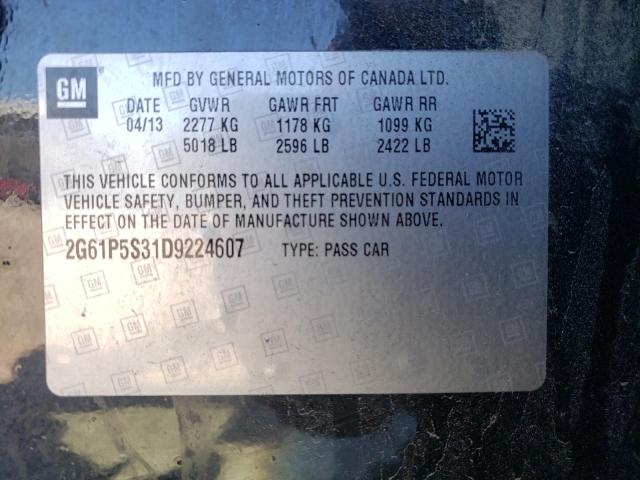 GM
MFD BY GENERAL MOTORS OF CANADA LTD.
DATE GVWR GAWR FRT GAWR RR
04/13 2277 KG 1178 KG 1099 KG
5018 LB 2596 LB 2422 LB
THIS VEHICLE CONFORMS TO ALL APPLICABLE U.S. FEDERAL MOTOR
VEHICLE SAFETY, BUMPER, AND THEFT PREVENTION STANDARDS IN
EFFECT ON THE DATE OF MANUFACTURE SHOWN ABOVE.
2G61P5S31D9224607 TYPE: PASS CAR